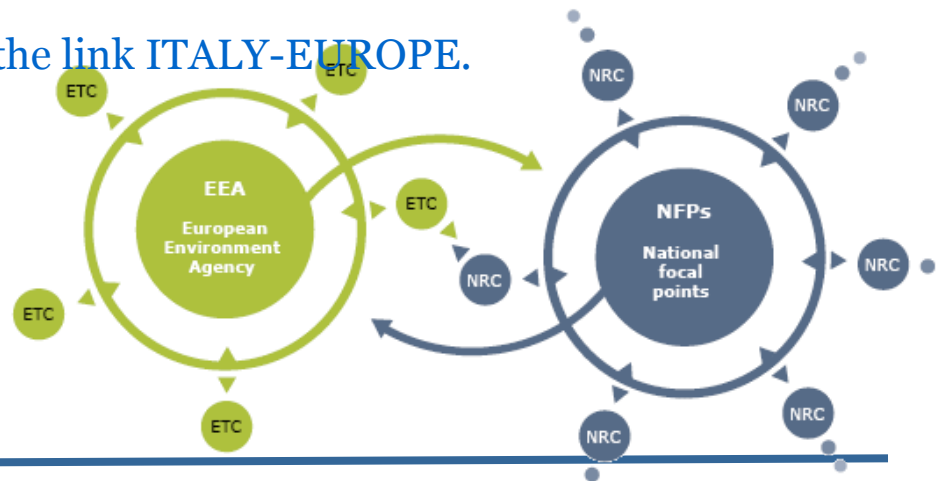 the link ITALY-EUROPE.
ETC
ETC
ETC
ETC
ETC
EEA
European
Environment
Agency
NRC
NRC
NRC
NRC
NRC
NRC
NFPs
National
focal
points